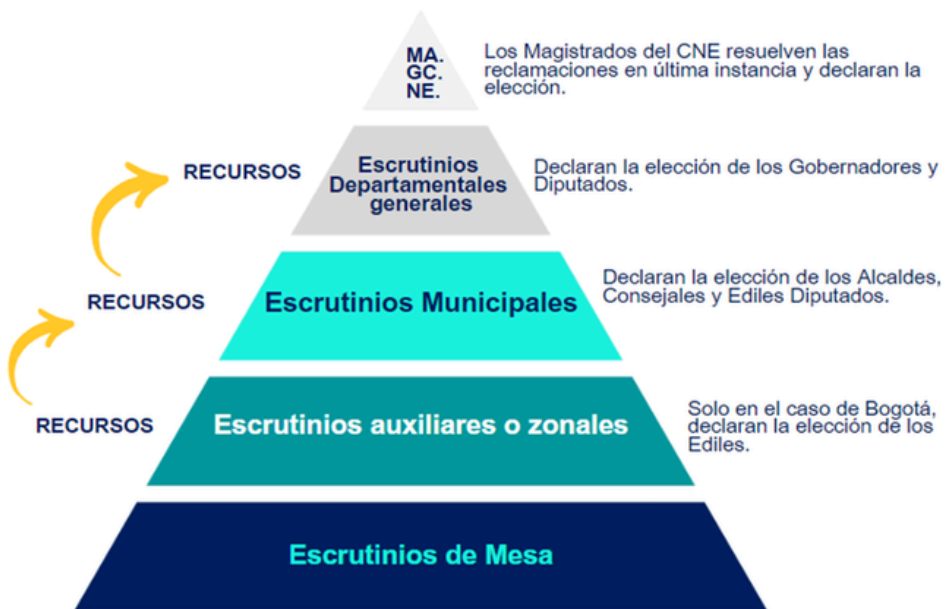 MA.
GC.
NE.
Los Magistrados del CNE resuelven las
reclamaciones en última instancia y declaran la
elección.
RECURSOS
Escrutinios
Departamentales
generales
Declaran la elección de los Gobernadores y
Diputados.
RECURSOS
Escrutinios Municipales
Declaran la elección de los Alcaldes,
Consejales y Ediles Diputados.
RECURSOS
Escrutinios auxiliares o zonales
Solo en el caso de Bogotá,
declaran la elección de los
Ediles.
Escrutinios de Mesa